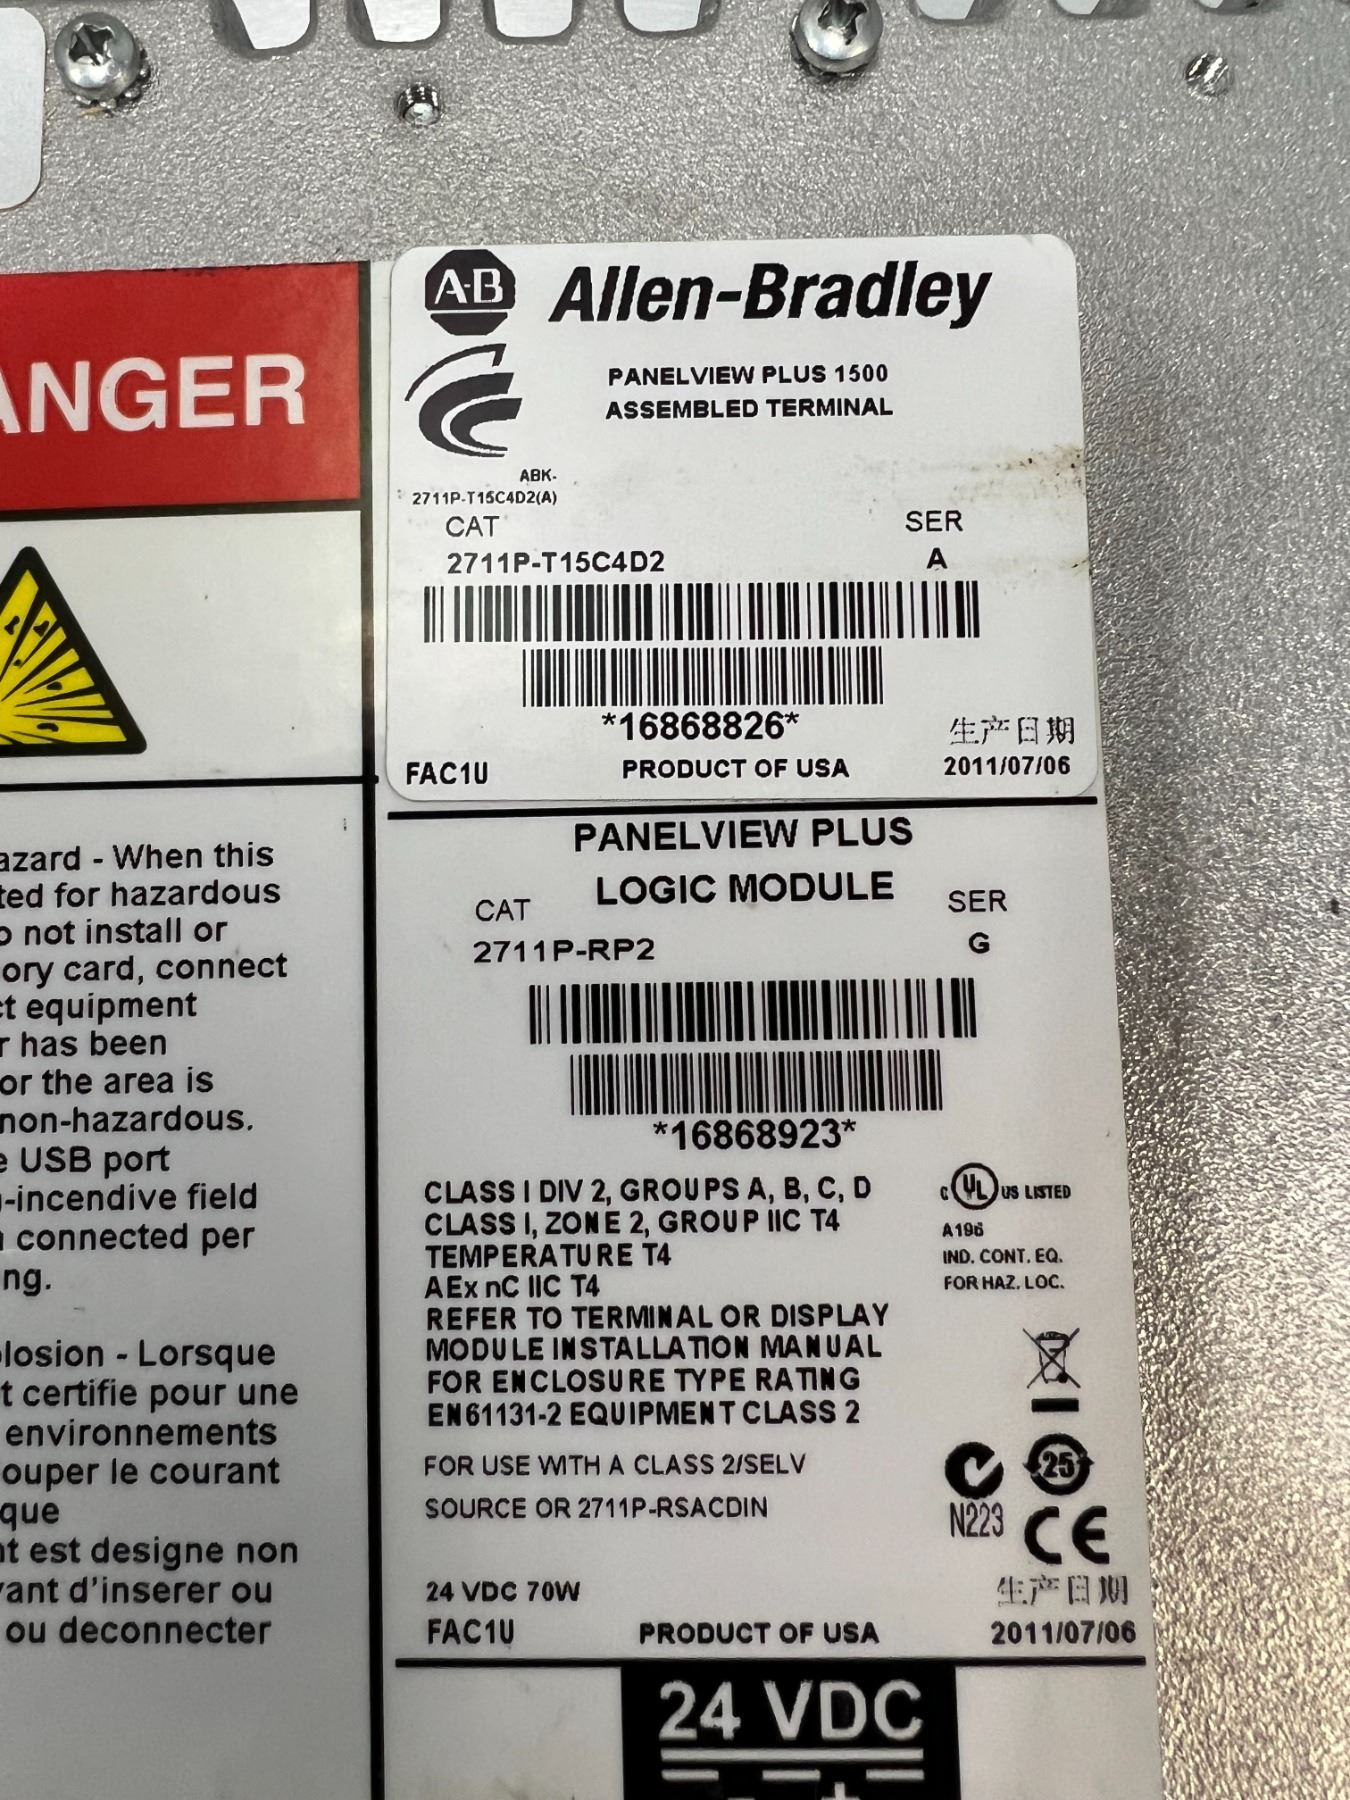 ANGER
azard - When this
ted for hazardous
o not install or
ory card, connect
ct equipment
r has been
or the area is
non-hazardous.
e USB port
-incendive field
connected per
ng.
losion - Lorsque
t certifie pour une
environnements
ouper le courant
que
nt est designe non
vant d'inserer ou
ou deconnecter
A-B Allen-Bradley
PANELVIEW PLUS 1500
ASSEMBLED TERMINAL
ABK-
2711P-T15C4D2(A)
CAT SER
2711P-T15C4D2 A
*16868826*
生产日期
FAC1U PRODUCT OF USA 2011/07/06
PANELVIEW PLUS
LOGIC MODULE
CAT SER
2711P-RP2 G
*16868923*
CLASS I DIV 2, GROUPS A, B, C, D
CLASS I, ZONE 2, GROUP IIC T4
TEMPERATURE T4
AEx nC IIC T4
REFER TO TERMINAL OR DISPLAY
MODULE INSTALLATION MANUAL
FOR ENCLOSURE TYPE RATING
EN61131-2 EQUIPMENT CLASS 2
C UL US LISTED
A196
IND. CONT. EQ.
FOR HAZ. LOC.
FOR USE WITH A CLASS 2/SELV
SOURCE OR 2711P-RSACDIN
25
N223 CE
24 VDC 70W
生产日期
FAC1U PRODUCT OF USA 2011/07/06
24 VDC
- +